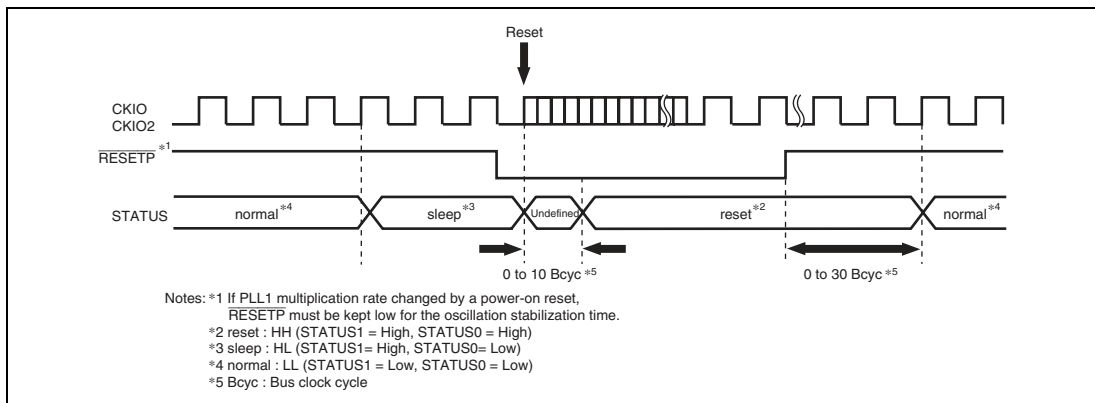 Reset
CKIO
CKIO2
RESETP *1
STATUS
normal*4
sleep*3
Undefined
reset*2
normal*4
0 to 10 Bcyc *5
0 to 30 Bcyc *5
Notes: *1 If PLL1 multiplication rate changed by a power-on reset,
RESETP must be kept low for the oscillation stabilization time.
*2 reset : HH (STATUS1 = High, STATUS0 = High)
*3 sleep : HL (STATUS1= High, STATUS0= Low)
*4 normal : LL (STATUS1 = Low, STATUS0 = Low)
*5 Bcyc : Bus clock cycle